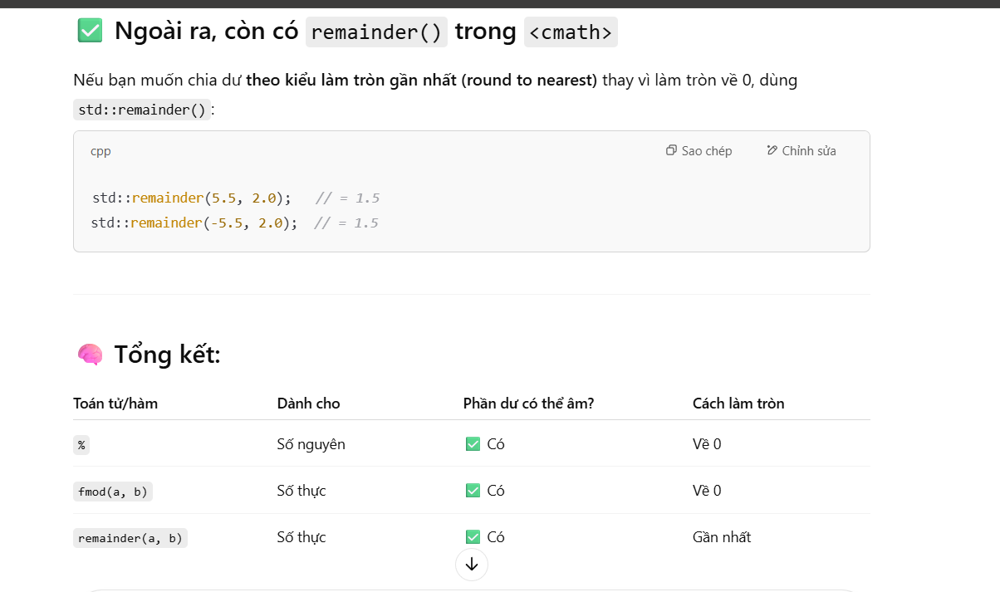 ✅ Ngoài ra, còn có remainder() trong <cmath>
Nếu bạn muốn chia dư theo kiểu làm tròn gần nhất (round to nearest) thay vì làm tròn về 0, dùng
std::remainder():
cpp Sao chép Chỉnh sửa
std::remainder(5.5, 2.0); // = 1.5
std::remainder(-5.5, 2.0); // = 1.5
🧠 Tổng kết:
Toán tử/hàm Dành cho Phần dư có thể âm? Cách làm tròn
% Số nguyên ✅ Có Về 0
fmod(a, b) Số thực ✅ Có Về 0
remainder(a, b) Số thực ✅ Có Gần nhất